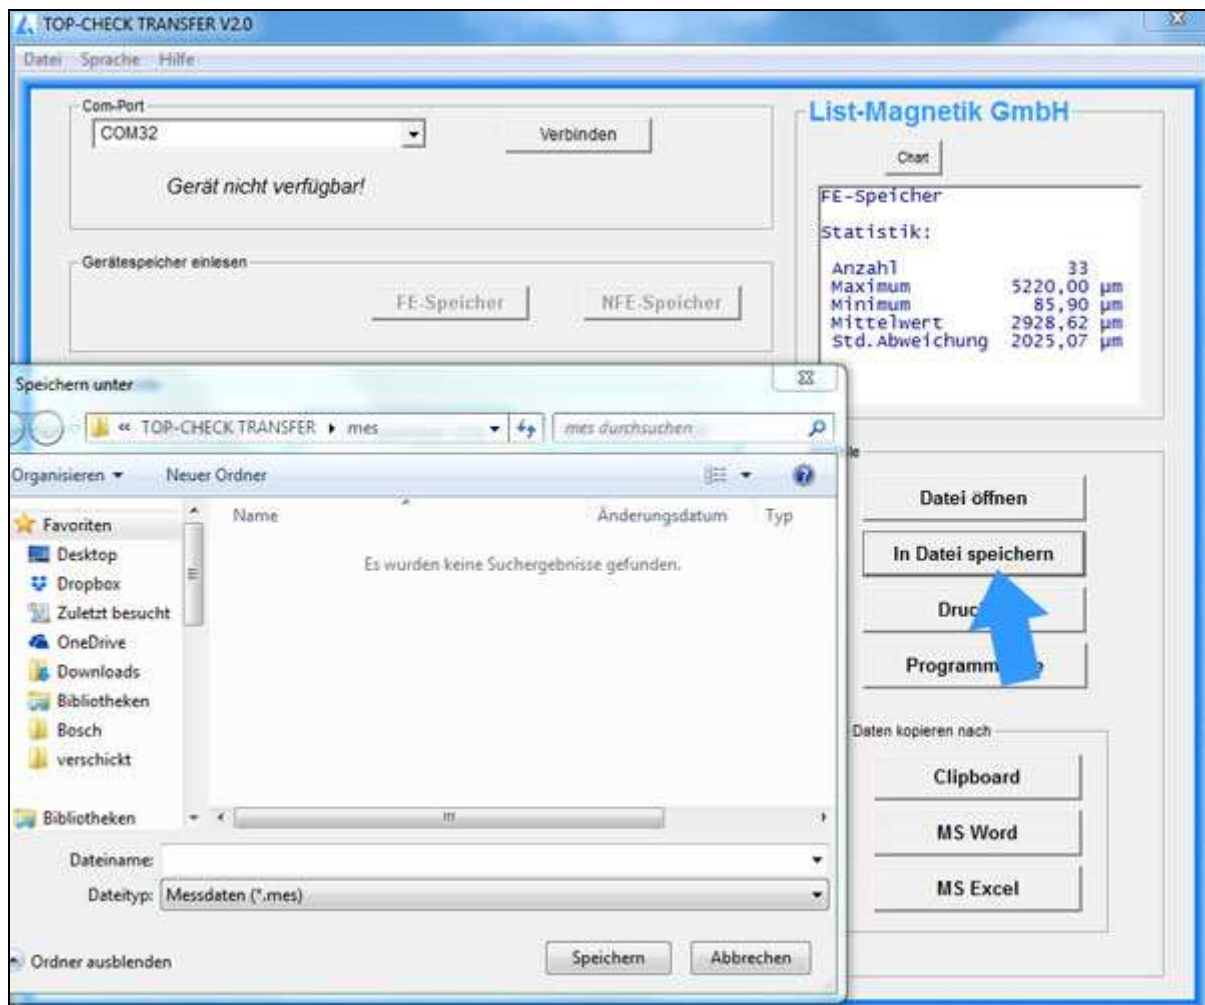 TOP-CHECK TRANSFER V2.0
Datei Sprache Hilfe
Com-Port
COM32
Verbinden
Gerät nicht verfügbar!
Gerätespeicher einlesen
FE-Speicher NFE-Speicher
List-Magnetik GmbH
Chart
FE-Speicher
Statistik:
Anzahl 33
Maximum 5220,00 µm
Minimum 85,90 µm
Mittelwert 2928,62 µm
Std.Abweichung 2025,07 µm
Speichern unter
« TOP-CHECK TRANSFER mes
mes durchsuchen
Organisieren Neuer Ordner
Favoriten
Desktop
Dropbox
Zuletzt besucht
OneDrive
Downloads
Bibliotheken
Bosch
verschickt
Bibliotheken
Name Änderungsdatum Typ
Es wurden keine Suchergebnisse gefunden.
Dateiname:
Dateityp: Messdaten (*.mes)
Ordner ausblenden
Speichern Abbrechen
Datei öffnen
In Datei speichern
Daten kopieren nach
Clipboard
MS Word
MS Excel